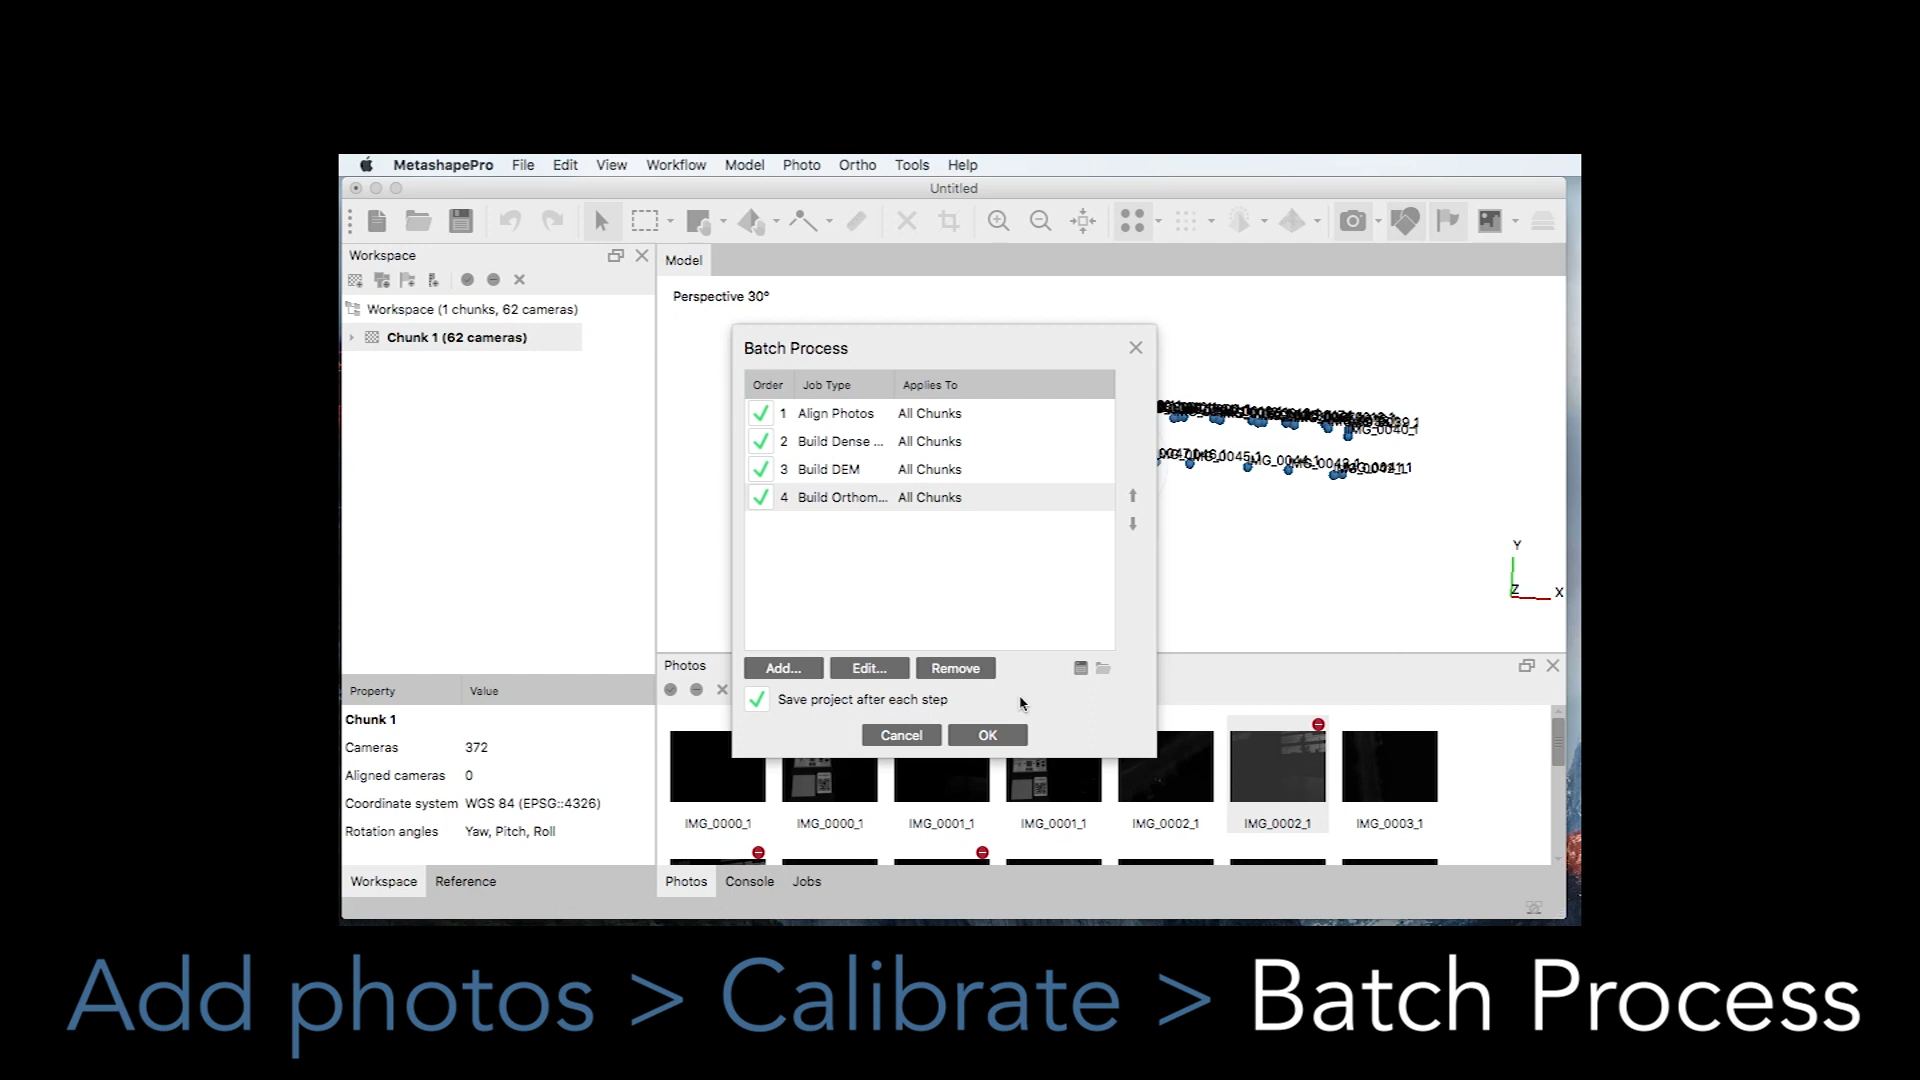 MetashapePro File Edit View Workflow Model Photo Ortho Tools Help
Untitled
Workspace
Workspace (1 chunks, 62 cameras)
Chunk 1 (62 cameras)
Model
Perspective 30°
Batch Process
Order Job Type Applies To
1 Align Photos All Chunks
2 Build Dense ... All Chunks
3 Build DEM All Chunks
4 Build Orthom... All Chunks
Add... Edit... Remove
Save project after each step
Cancel OK
Y
Z X
Property Value
Chunk 1
Cameras 372
Aligned cameras 0
Coordinate system WGS 84 (EPSG::4326)
Rotation angles Yaw, Pitch, Roll
Workspace Reference
Photos
IMG_0000_1 IMG_0000_1 IMG_0001_1 IMG_0001_1 IMG_0002_1 IMG_0002_1 IMG_0003_1
Photos Console Jobs
Add photos > Calibrate > Batch Process